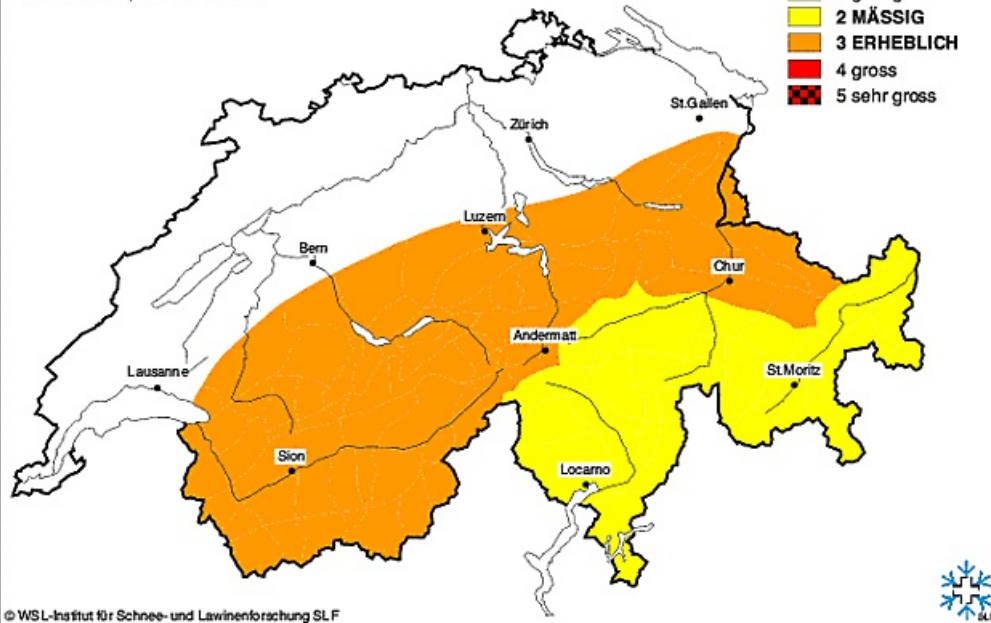 2 MÄSSIG
3 ERHEBLICH
4 gross
5 sehr gross
St.Gallen
Zürich
Luzern
Bern
Chur
Andermatt
Lausanne
St.Moritz
Sion
Locarno
© WSL-Institut für Schnee- und Lawinenforschung SLF